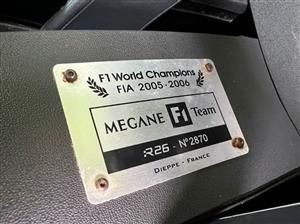 F1 World Champions
FIA 2005-2006
MEGANE F1 Team
R26 - N°2870
DIEPPE - FRANCE